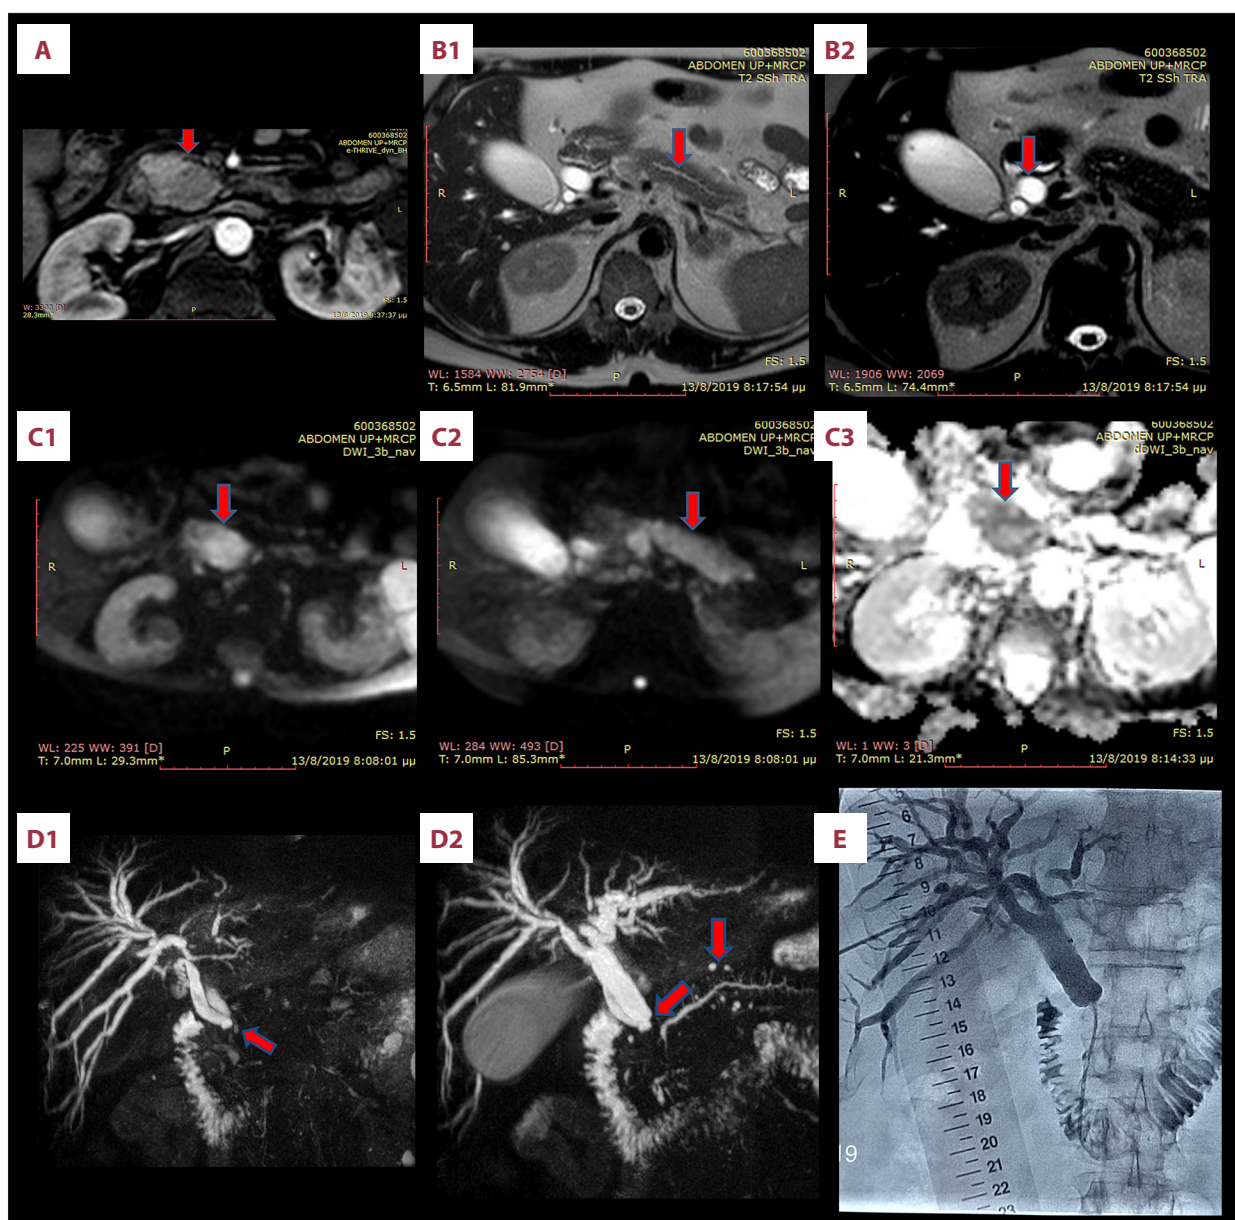 A
600368502
e-THRIVE_dyn_BH
L
FS: 1.5
W: 3393 [D]
28.3mm*
P
13/8/2019 8:37:37 μμ
B1
600368502
ABDOMEN UP+MRCP
T2 SSh TRA
R
L
FS: 1.5
WL: 1584 WW: 2754 [D]
T: 6.5mm L: 81.9mm*
P
13/8/2019 8:17:54 μμ
B2
600368502
ABDOMEN UP+MRCP
T2 SSh TRA
R
L
FS: 1.5
WL: 1906 WW: 2069
T: 6.5mm L: 74.4mm*
P
13/8/2019 8:17:54 μμ
C1
600368502
ABDOMEN UP+MRCP
DWI_3b_nav
R
L
FS: 1.5
WL: 225 WW: 391 [D]
T: 7.0mm L: 29.3mm*
P
13/8/2019 8:08:01 μμ
C2
600368502
ABDOMEN UP+MRCP
DWI_3b_nav
R
L
FS: 1.5
WL: 284 WW: 493 [D]
T: 7.0mm L: 85.3mm*
P
13/8/2019 8:08:01 μμ
C3
600368502
ABDOMEN UP+MRCP
dDWI_3b_nav
R
L
FS: 1.5
WL: 1 WW: 3 [D]
T: 7.0mm L: 21.3mm*
P
13/8/2019 8:14:33 μμ
D1
D2
E
6
7
8
9
10
11
12
13
14
15
16
17
18
19
20
21
22
23
19